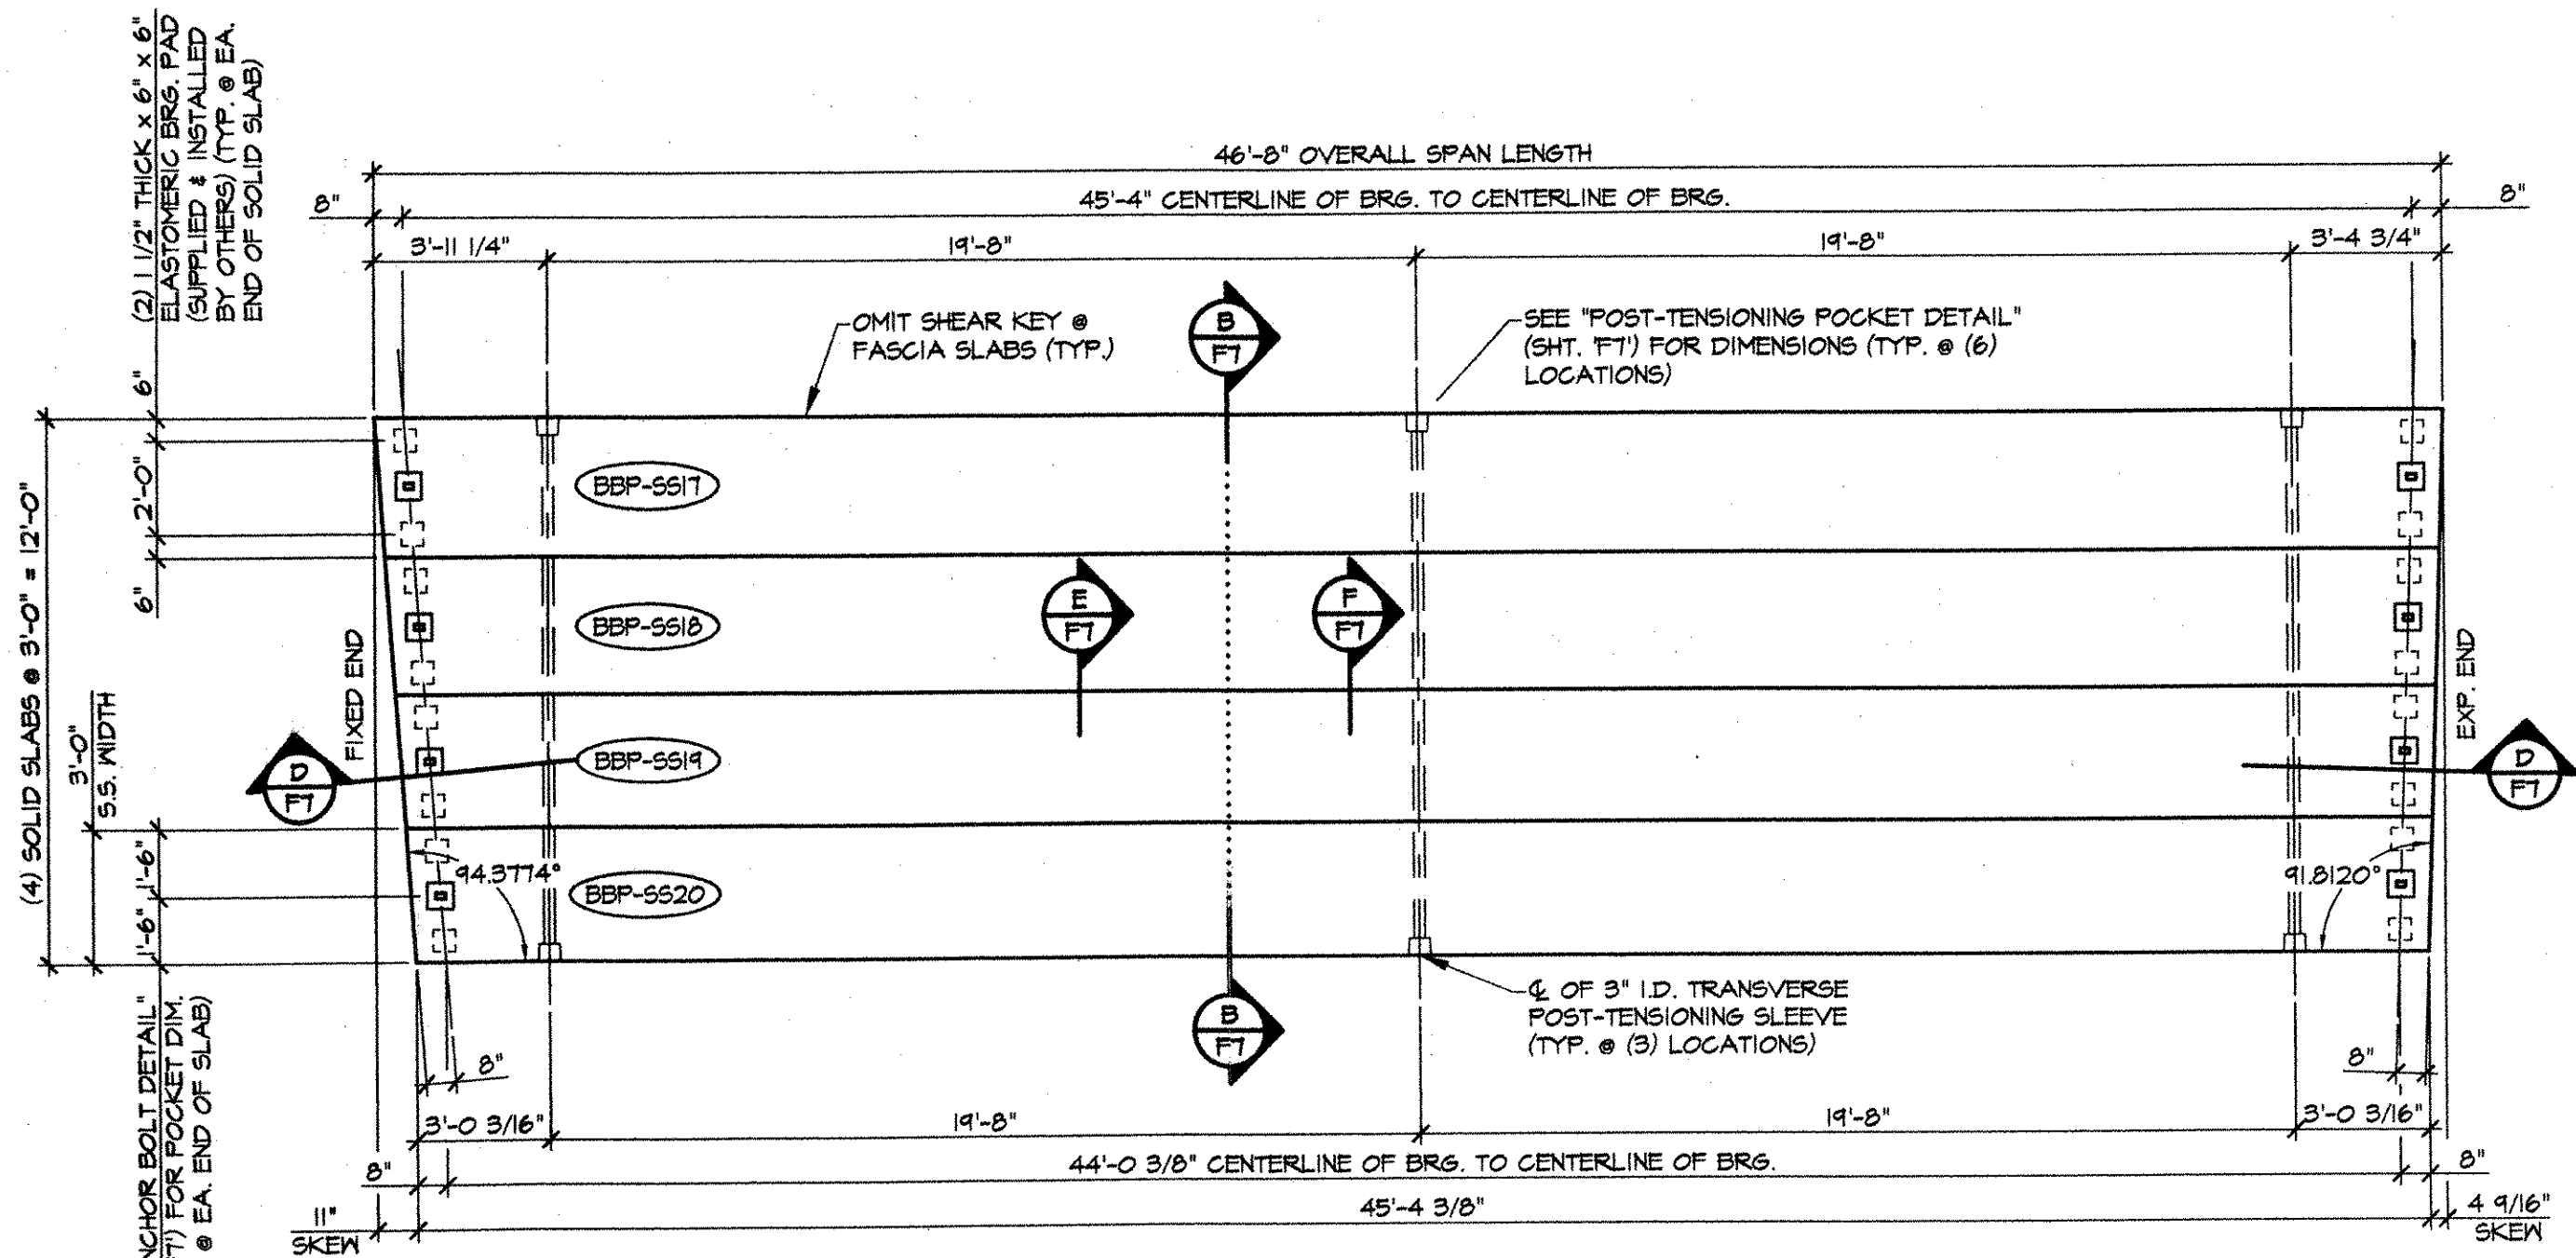 (2) 1 1/2" THICK x 6" x 6"
ELASTOMERIC BRG. PAD
(SUPPLIED & INSTALLED
BY OTHERS) (TYP. @ EA.
END OF SOLID SLAB)
46'-8" OVERALL SPAN LENGTH
8"
45'-4" CENTERLINE OF BRG. TO CENTERLINE OF BRG.
8"
3'-11 1/4"
19'-8"
19'-8"
3'-4 3/4"
OMIT SHEAR KEY @
FASCIA SLABS (TYP.)
B
F7
SEE "POST-TENSIONING POCKET DETAIL"
(SHT. 'F7') FOR DIMENSIONS (TYP. @ (6)
LOCATIONS)
(4) SOLID SLABS @ 3'-0" = 12'-0"
6"
2'-0"
6"
3'-0"
S.S. WIDTH
1'-6"
1'-6"
FIXED END
EXP. END
BBP-SS17
BBP-SS18
E
F7
F
F7
D
F7
BBP-SS19
D
F7
94.3774°
BBP-SS20
91.8120°
℄ OF 3" I.D. TRANSVERSE
POST-TENSIONING SLEEVE
(TYP. @ (3) LOCATIONS)
B
F7
NCHOR BOLT DETAIL"
F7') FOR POCKET DIM.
@ EA. END OF SLAB)
8"
8"
3'-0 3/16"
19'-8"
19'-8"
3'-0 3/16"
8"
44'-0 3/8" CENTERLINE OF BRG. TO CENTERLINE OF BRG.
8"
11"
SKEW
45'-4 3/8"
4 9/16"
SKEW